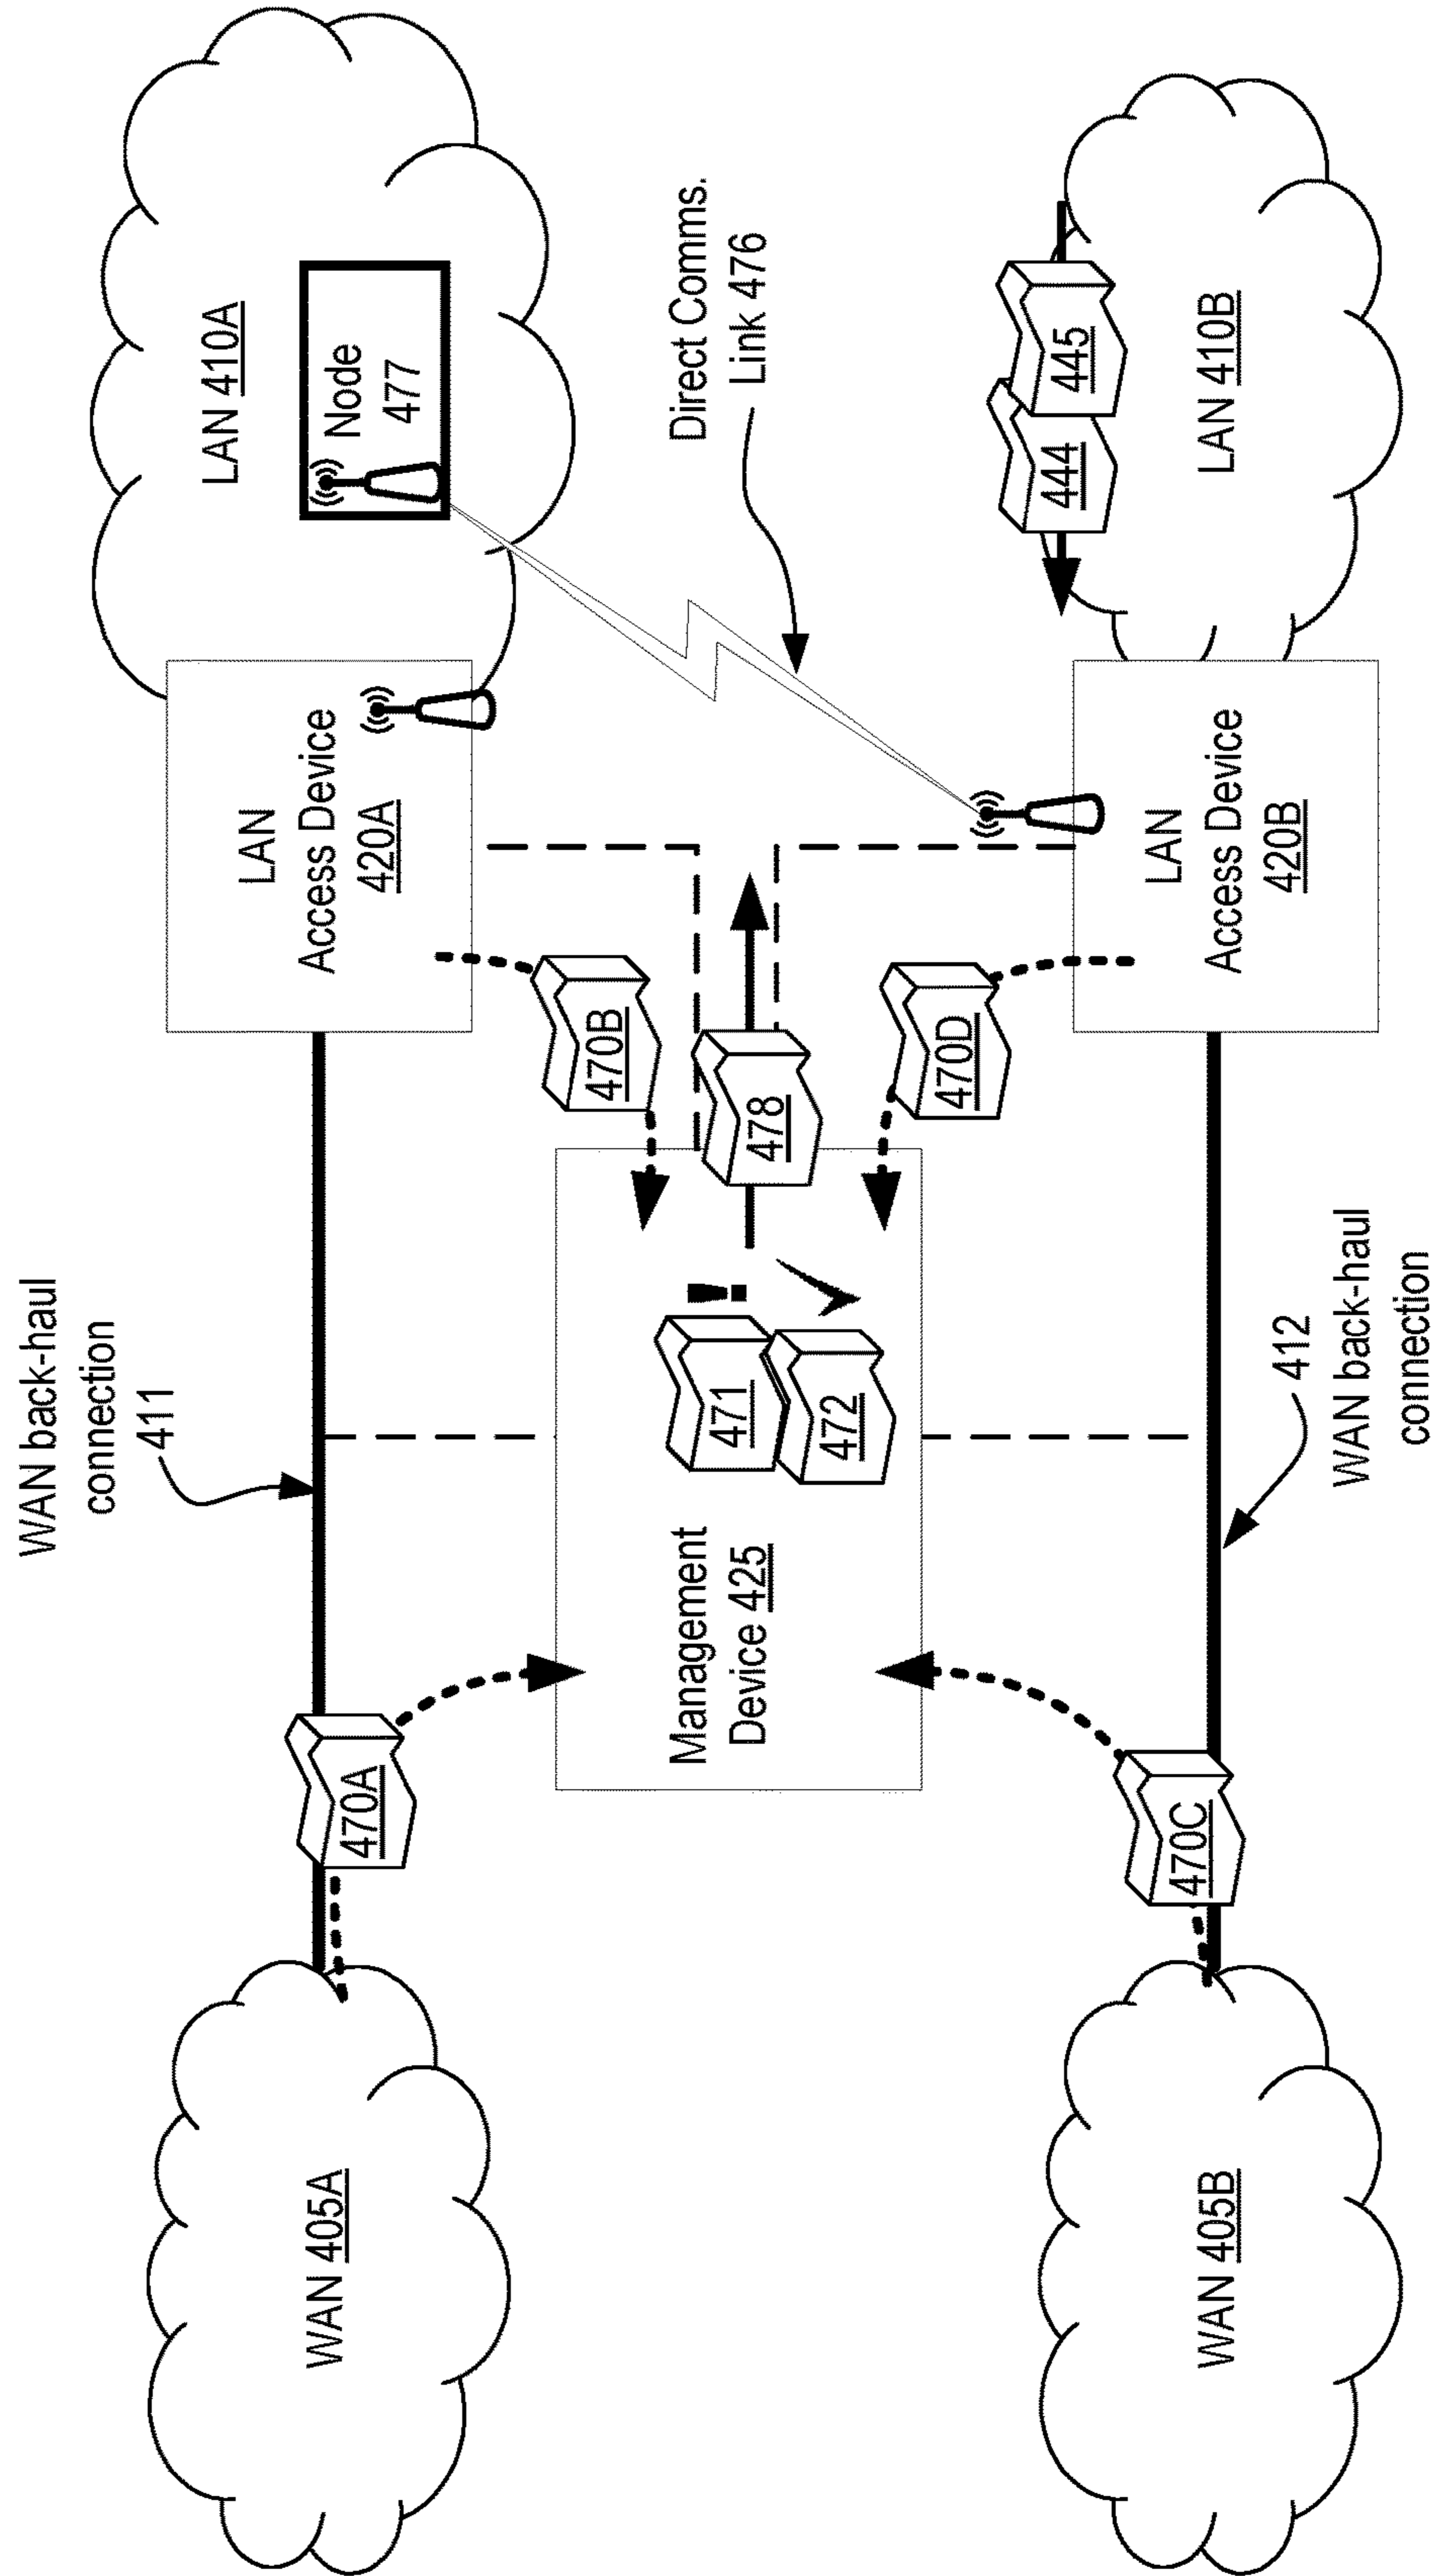 WAN back-haul
connection
411
LAN 410A
Node
477
LAN
Access Device
420A
WAN 405A
470A
470B
Direct Comms.
Link 476
Management
Device 425
471
!
472
478
470D
470C
444
445
LAN 410B
LAN
Access Device
420B
WAN 405B
412
WAN back-haul
connection